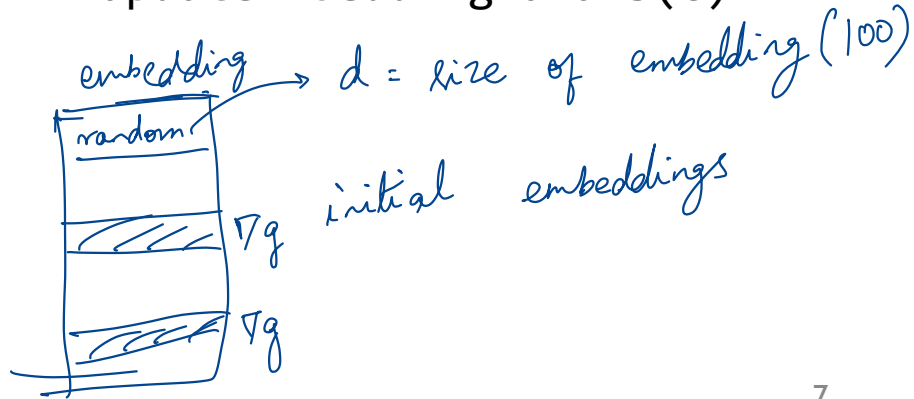 embedding
d = size of embedding (100)
random
initial embeddings
∇g
∇g
7